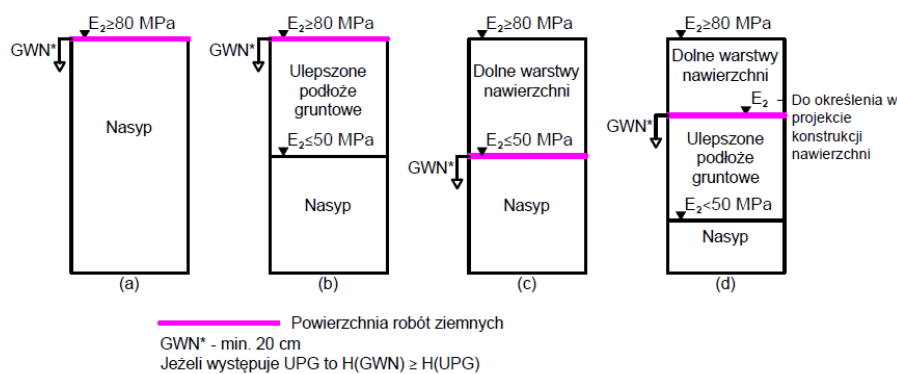 E₂≥80 MPa
GWN*
Nasyp
(a)
E₂≥80 MPa
GWN*
Ulepszone
podłoże
gruntowe
E₂≤50 MPa
Nasyp
(b)
E₂≥80 MPa
Dolne warstwy
nawierzchni
E₂≤50 MPa
GWN*
Nasyp
(c)
E₂≥80 MPa
Dolne warstwy
nawierzchni
E₂ – Do określenia w
projekcie
konstrukcji
nawierzchni
GWN*
Ulepszone
podłoże
gruntowe
E₂<50 MPa
Nasyp
(d)
Powierzchnia robót ziemnych
GWN* - min. 20 cm
Jeżeli występuje UPG to H(GWN) ≥ H(UPG)